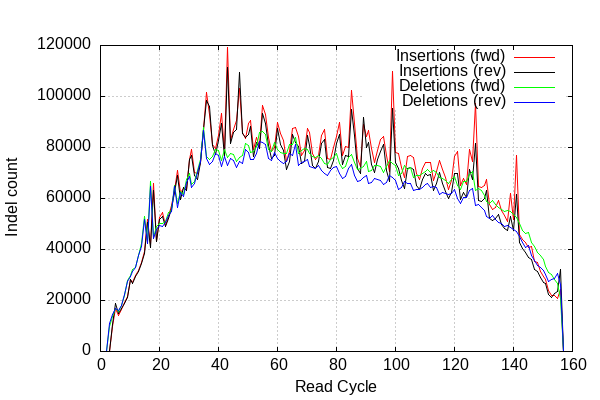 120000
100000
80000
60000
40000
20000
0
Indel count
Insertions (fwd)
Insertions (rev)
Deletions (fwd)
Deletions (rev)
0 20 40 60 80 100 120 140 160
Read Cycle